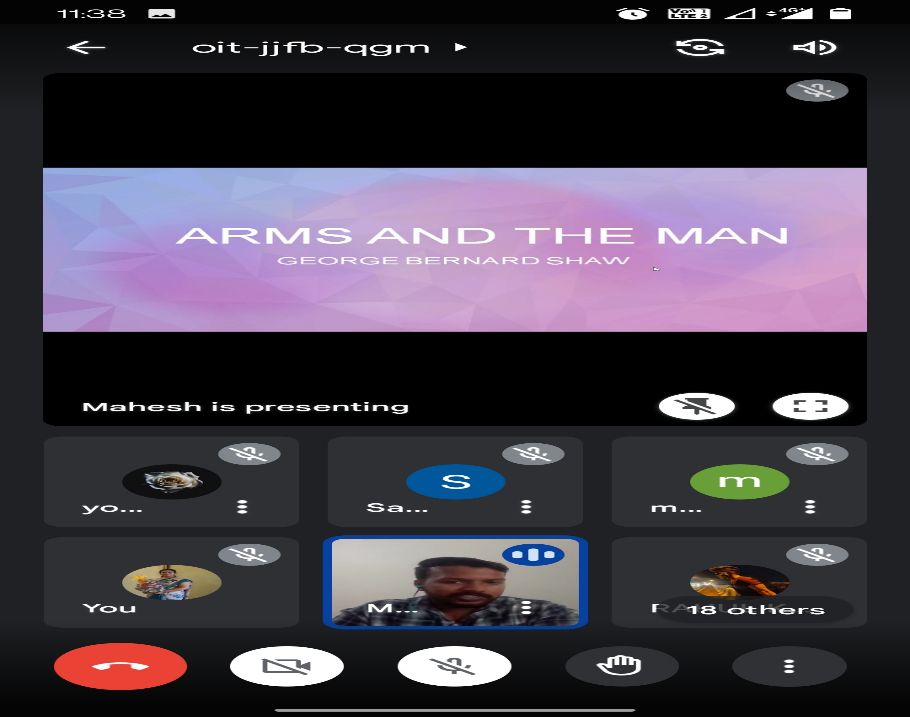 11:38
4G
oit-jjfb-qgm
ARMS AND THE MAN
GEORGE BERNARD SHAW
Mahesh is presenting
yo...
S
Sa...
m
m...
You
M...
18 others